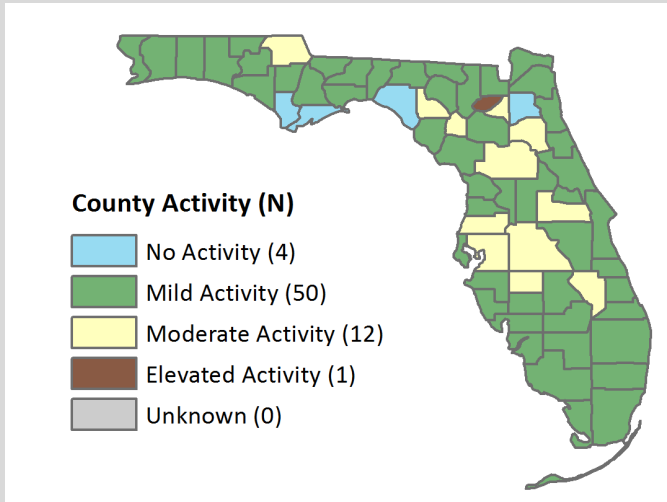 County Activity (N)
No Activity (4)
Mild Activity (50)
Moderate Activity (12)
Elevated Activity (1)
Unknown (0)